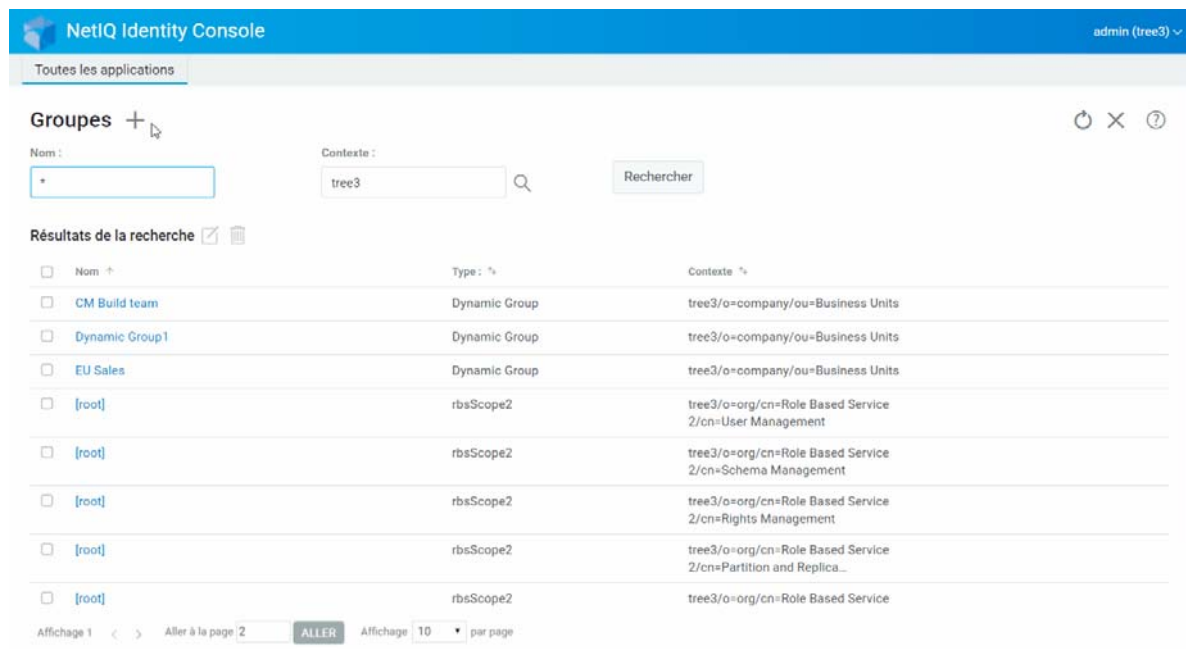 NetIQ Identity Console
admin (tree3)
Toutes les applications
Groupes
Nom :
Contexte :
*
tree3
Rechercher
Résultats de la recherche
Nom Type : Contexte
CM Build team Dynamic Group tree3/o=company/ou=Business Units
Dynamic Group1 Dynamic Group tree3/o=company/ou=Business Units
EU Sales Dynamic Group tree3/o=company/ou=Business Units
[root] rbsScope2 tree3/o=org/cn=Role Based Service
2/cn=User Management
[root] rbsScope2 tree3/o=org/cn=Role Based Service
2/cn=Schema Management
[root] rbsScope2 tree3/o=org/cn=Role Based Service
2/cn=Rights Management
[root] rbsScope2 tree3/o=org/cn=Role Based Service
2/cn=Partition and Replica...
[root] rbsScope2 tree3/o=org/cn=Role Based Service
Affichage 1 < > Aller à la page 2 ALLER Affichage 10 par page